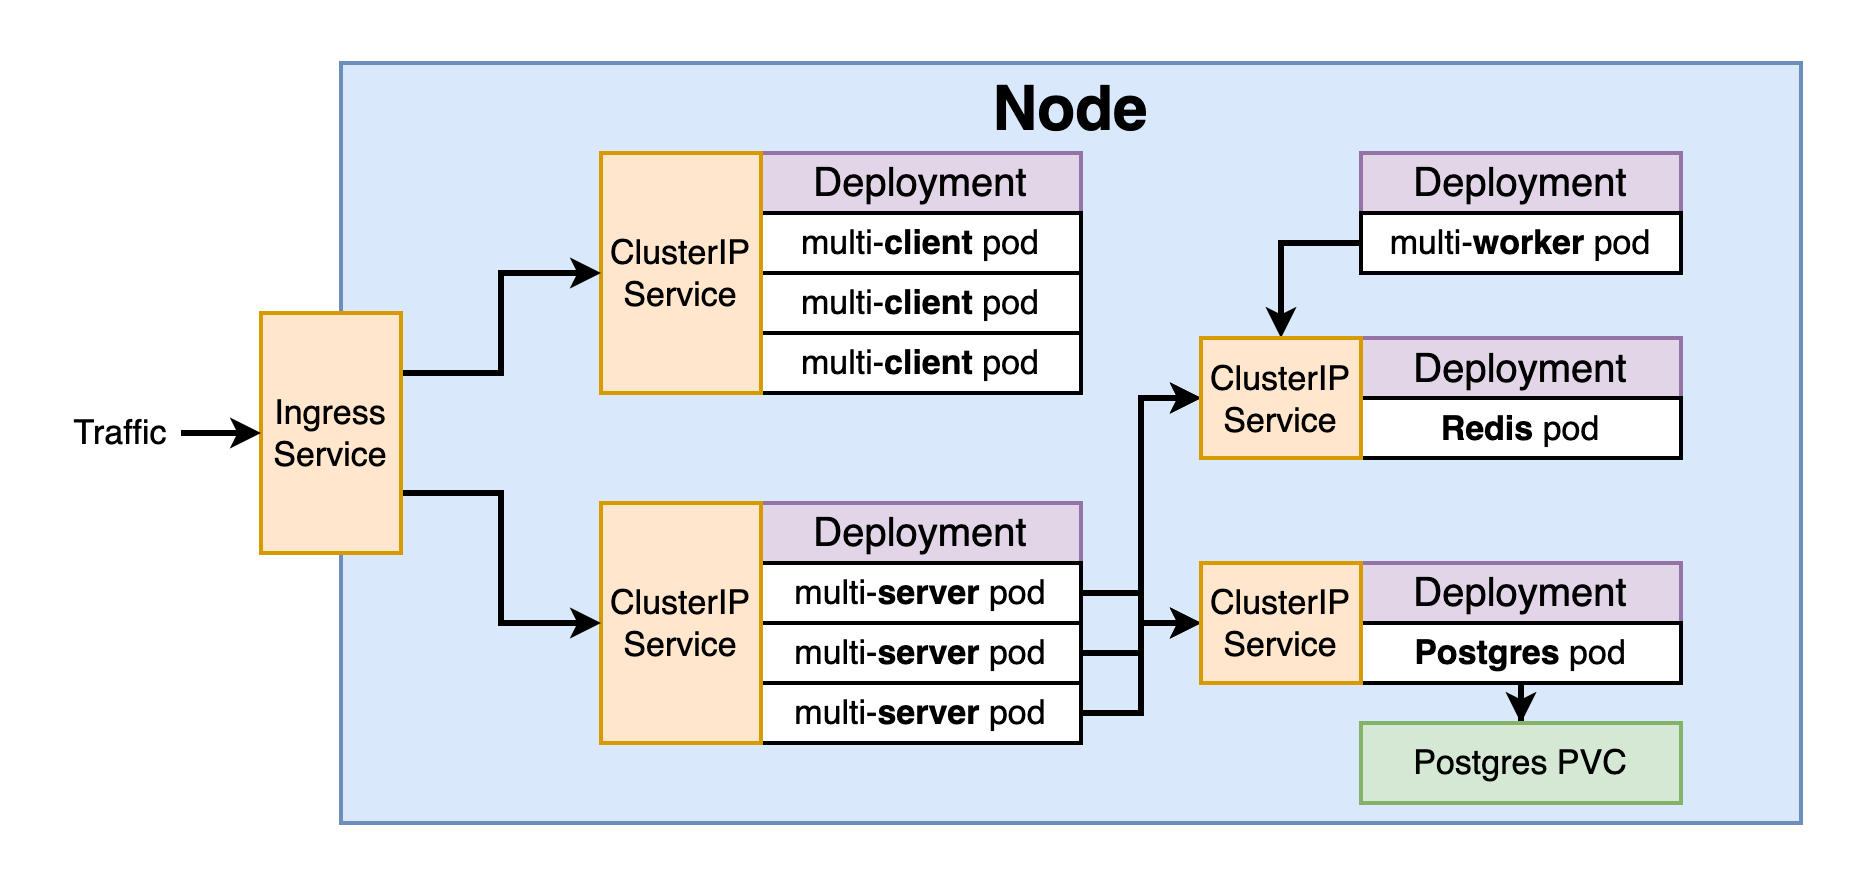 Node
Traffic
Ingress
Service
ClusterIP
Service
Deployment
multi-client pod
multi-client pod
multi-client pod
ClusterIP
Service
Deployment
multi-server pod
multi-server pod
multi-server pod
Deployment
multi-worker pod
ClusterIP
Service
Deployment
Redis pod
ClusterIP
Service
Deployment
Postgres pod
Postgres PVC